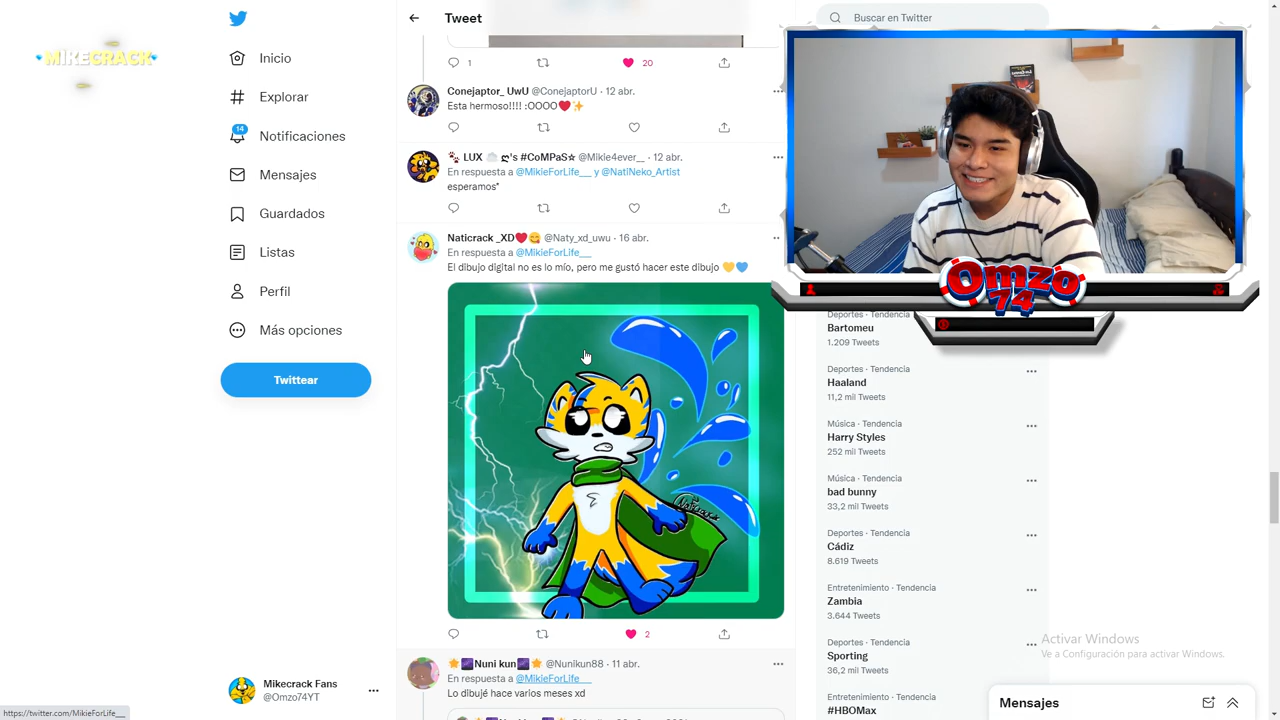 MIKECRACK
Inicio
Explorar
14
Notificaciones
Mensajes
Guardados
Listas
Perfil
Más opciones
Twittear
Mikecrack Fans
@Omzo74YT
https://twitter.com/MikieForLife__
Tweet
1
20
Conejaptor_ UwU @ConejaptorU · 12 abr.
Esta hermoso!!!! :OOOO❤️✨
🐾 LUX ☁️ ღ's #CoMPaS☆ @Mikie4ever__ · 12 abr.
En respuesta a @MikieForLife__ y @NatiNeko_Artist
esperamos*
Naticrack _XD❤️😋 @Naty_xd_uwu · 16 abr.
En respuesta a @MikieForLife__
El dibujo digital no es lo mío, pero me gustó hacer este dibujo 💛💙
Naticrack
2
⭐🌌Nuni kun🌌⭐ @Nunikun88 · 11 abr.
En respuesta a @MikieForLife__
Lo dibujé hace varios meses xd
Buscar en Twitter
Omzo
74
Deportes · Tendencia
Bartomeu
1.209 Tweets
Deportes · Tendencia
Haaland
11,2 mil Tweets
Música · Tendencia
Harry Styles
252 mil Tweets
Música · Tendencia
bad bunny
33,2 mil Tweets
Deportes · Tendencia
Cádiz
8.619 Tweets
Entretenimiento · Tendencia
Zambia
3.644 Tweets
Deportes · Tendencia
Sporting
36,2 mil Tweets
Entretenimiento · Tendencia
#HBOMax
Activar Windows
Ve a Configuración para activar Windows.
Mensajes